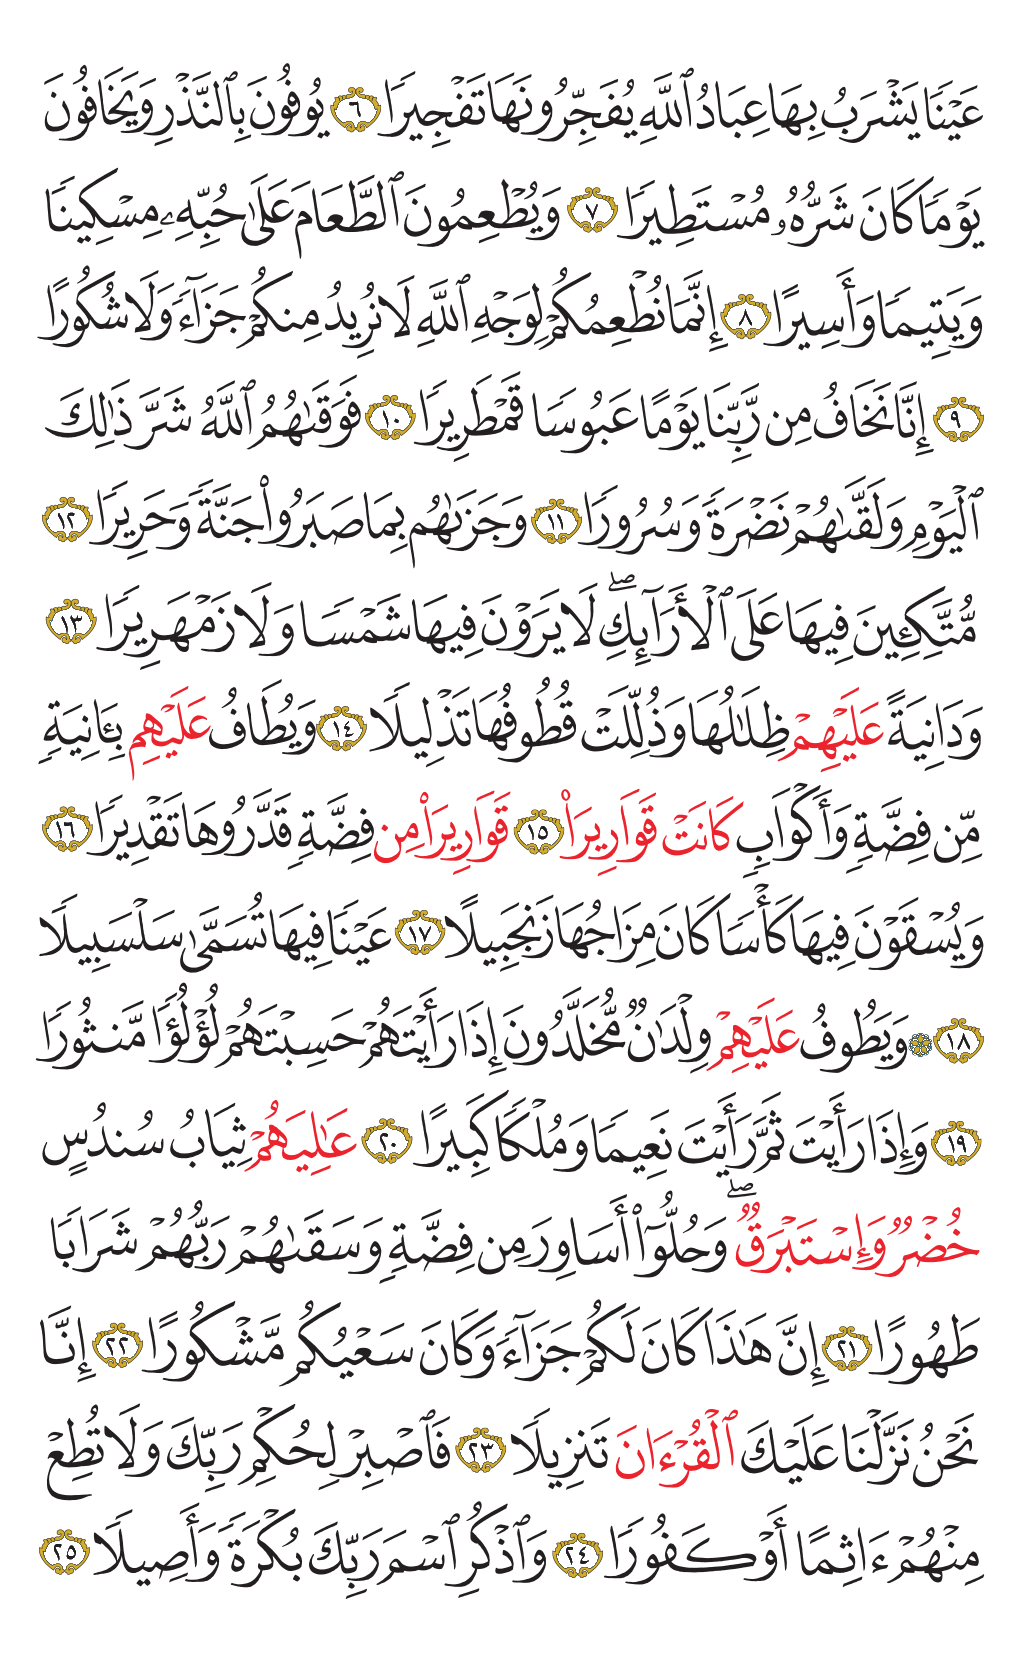 عَيْنًا يَشْرَبُ بِهَا عِبَادُ ٱللَّهِ يُفَجِّرُونَهَا تَفْجِيرًا ٦ يُوفُونَ بِٱلنَّذْرِ وَيَخَافُونَ
يَوْمًا كَانَ شَرُّهُۥ مُسْتَطِيرًا ٧ وَيُطْعِمُونَ ٱلطَّعَامَ عَلَىٰ حُبِّهِۦ مِسْكِينًا
وَيَتِيمًا وَأَسِيرًا ٨ إِنَّمَا نُطْعِمُكُمْ لِوَجْهِ ٱللَّهِ لَا نُرِيدُ مِنكُمْ جَزَآءً وَلَا شُكُورًا
٩ إِنَّا نَخَافُ مِن رَّبِّنَا يَوْمًا عَبُوسًا قَمْطَرِيرًا ١٠ فَوَقَىٰهُمُ ٱللَّهُ شَرَّ ذَٰلِكَ
ٱلْيَوْمِ وَلَقَّىٰهُمْ نَضْرَةً وَسُرُورًا ١١ وَجَزَىٰهُم بِمَا صَبَرُوا۟ جَنَّةً وَحَرِيرًا ١٢
مُّتَّكِـِٔينَ فِيهَا عَلَى ٱلْأَرَآئِكِ ۖ لَا يَرَوْنَ فِيهَا شَمْسًا وَلَا زَمْهَرِيرًا ١٣
وَدَانِيَةً عَلَيْهِمْ ظِلَـٰلُهَا وَذُلِّلَتْ قُطُوفُهَا تَذْلِيلًا ١٤ وَيُطَافُ عَلَيْهِم بِـَٔانِيَةٍ
مِّن فِضَّةٍ وَأَكْوَابٍ كَانَتْ قَوَارِيرَا۟ ١٥ قَوَارِيرَا۟ مِن فِضَّةٍ قَدَّرُوهَا تَقْدِيرًا ١٦
وَيُسْقَوْنَ فِيهَا كَأْسًا كَانَ مِزَاجُهَا زَنجَبِيلًا ١٧ عَيْنًا فِيهَا تُسَمَّىٰ سَلْسَبِيلًا
١٨ ۞ وَيَطُوفُ عَلَيْهِمْ وِلْدَٰنٌ مُّخَلَّدُونَ إِذَا رَأَيْتَهُمْ حَسِبْتَهُمْ لُؤْلُؤًا مَّنثُورًا
١٩ وَإِذَا رَأَيْتَ ثَمَّ رَأَيْتَ نَعِيمًا وَمُلْكًا كَبِيرًا ٢٠ عَـٰلِيَهُمْ ثِيَابُ سُندُسٍ
خُضْرٌ وَإِسْتَبْرَقٌ ۖ وَحُلُّوٓا۟ أَسَاوِرَ مِن فِضَّةٍ وَسَقَىٰهُمْ رَبُّهُمْ شَرَابًا
طَهُورًا ٢١ إِنَّ هَـٰذَا كَانَ لَكُمْ جَزَآءً وَكَانَ سَعْيُكُم مَّشْكُورًا ٢٢ إِنَّا
نَحْنُ نَزَّلْنَا عَلَيْكَ ٱلْقُرْءَانَ تَنزِيلًا ٢٣ فَٱصْبِرْ لِحُكْمِ رَبِّكَ وَلَا تُطِعْ
مِنْهُمْ ءَاثِمًا أَوْ كَفُورًا ٢٤ وَٱذْكُرِ ٱسْمَ رَبِّكَ بُكْرَةً وَأَصِيلًا ٢٥